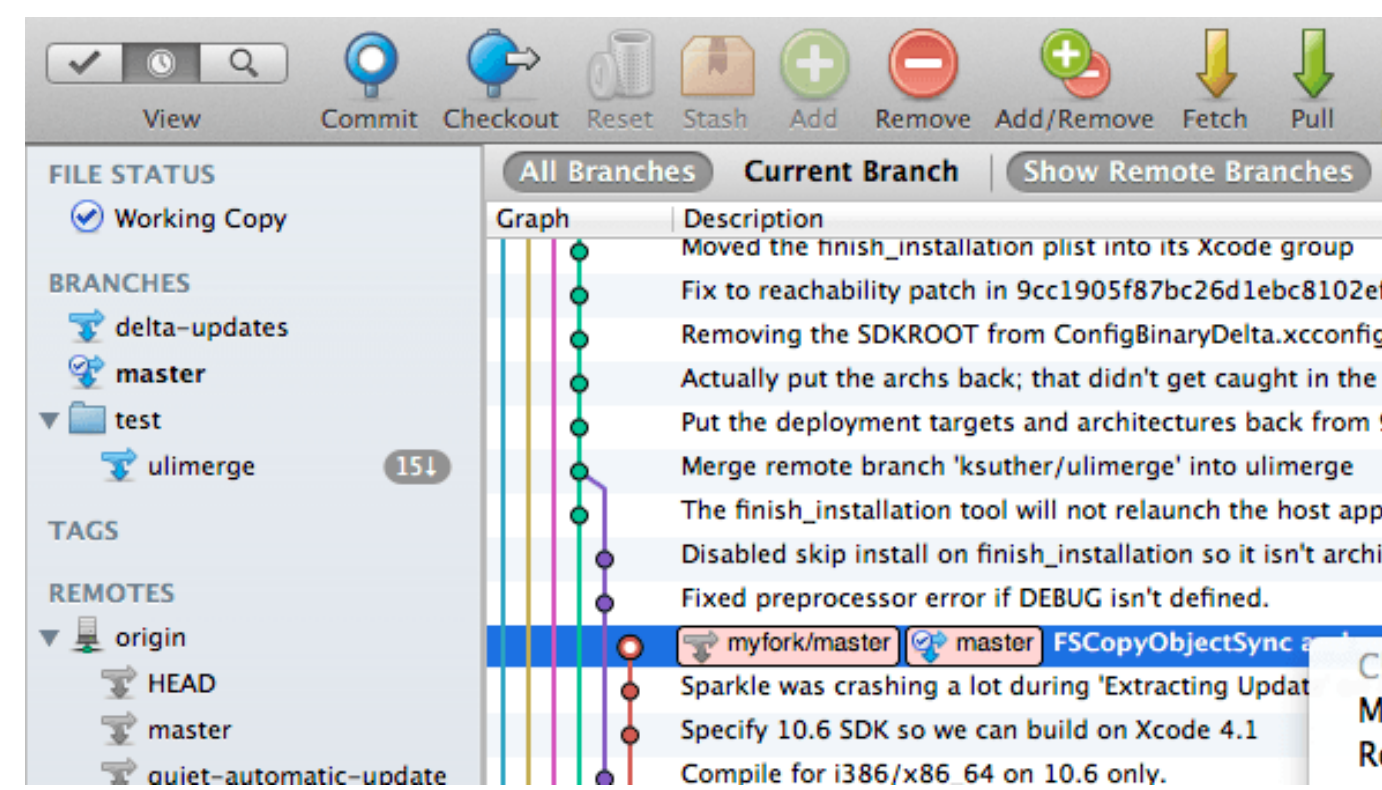 View Commit Checkout Reset Stash Add Remove Add/Remove Fetch Pull
All Branches Current Branch Show Remote Branches
FILE STATUS
Working Copy
BRANCHES
delta-updates
master
test
ulimerge 15↓
TAGS
REMOTES
origin
HEAD
master
quiet-automatic-update
Graph Description
Moved the finish_installation plist into its Xcode group
Fix to reachability patch in 9cc1905f87bc26d1ebc8102ef
Removing the SDKROOT from ConfigBinaryDelta.xcconfig
Actually put the archs back; that didn't get caught in the
Put the deployment targets and architectures back from 9
Merge remote branch 'ksuther/ulimerge' into ulimerge
The finish_installation tool will not relaunch the host app
Disabled skip install on finish_installation so it isn't archi
Fixed preprocessor error if DEBUG isn't defined.
myfork/master master FSCopyObjectSync
Sparkle was crashing a lot during 'Extracting Updat
Specify 10.6 SDK so we can build on Xcode 4.1
Compile for i386/x86_64 on 10.6 only.
C
M
Re